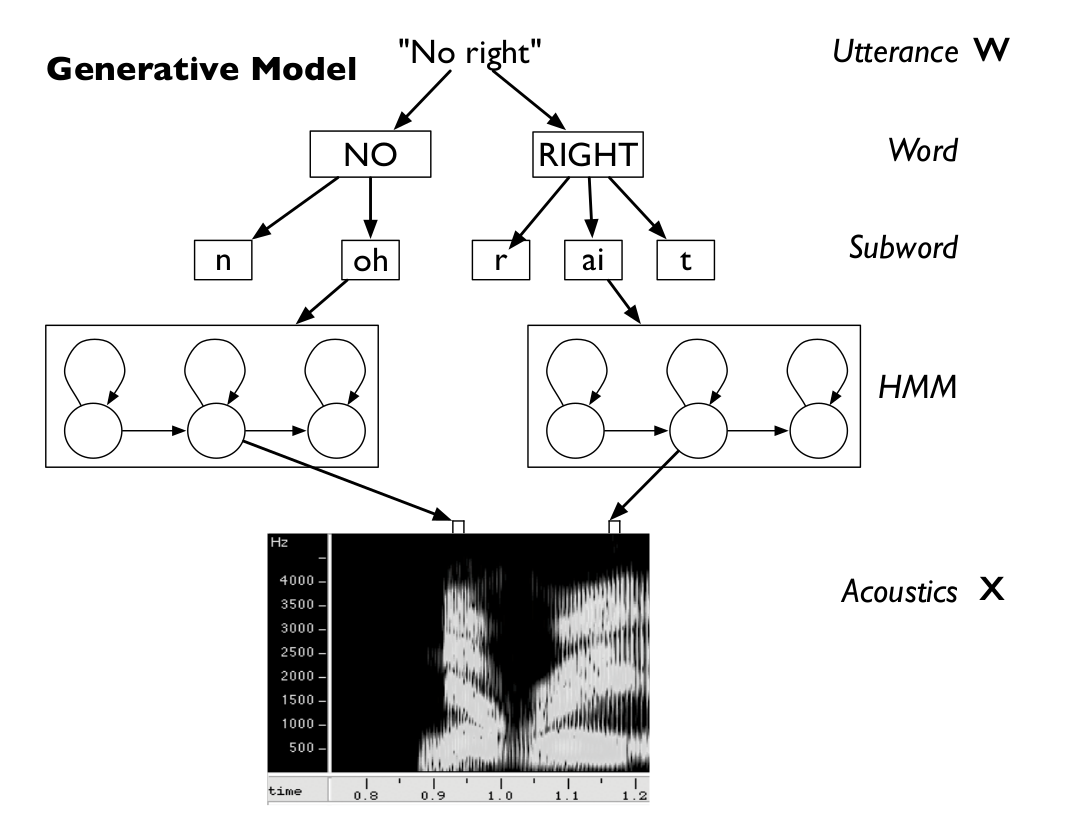 "No right"
Utterance W
Generative Model
NO
RIGHT
Word
n
oh
r
ai
t
Subword
HMM
Hz
4000
3500
3000
2500
2000
1500
1000
500
Acoustics X
time 0.8 0.9 1.0 1.1 1.2